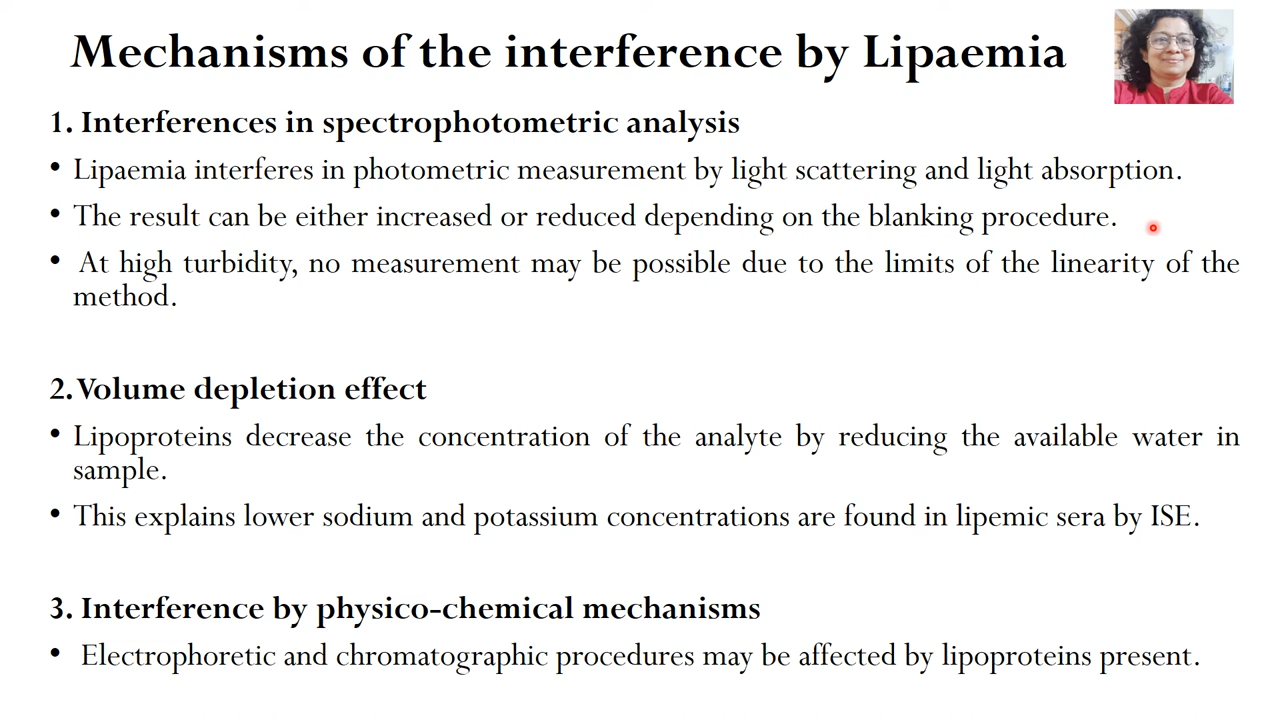 Mechanisms of the interference by Lipaemia
1. Interferences in spectrophotometric analysis
• Lipaemia interferes in photometric measurement by light scattering and light absorption.
• The result can be either increased or reduced depending on the blanking procedure.
• At high turbidity, no measurement may be possible due to the limits of the linearity of the
method.
2. Volume depletion effect
• Lipoproteins decrease the concentration of the analyte by reducing the available water in
sample.
• This explains lower sodium and potassium concentrations are found in lipemic sera by ISE.
3. Interference by physico-chemical mechanisms
• Electrophoretic and chromatographic procedures may be affected by lipoproteins present.